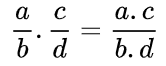 a/b . c/d = a.c/b.d